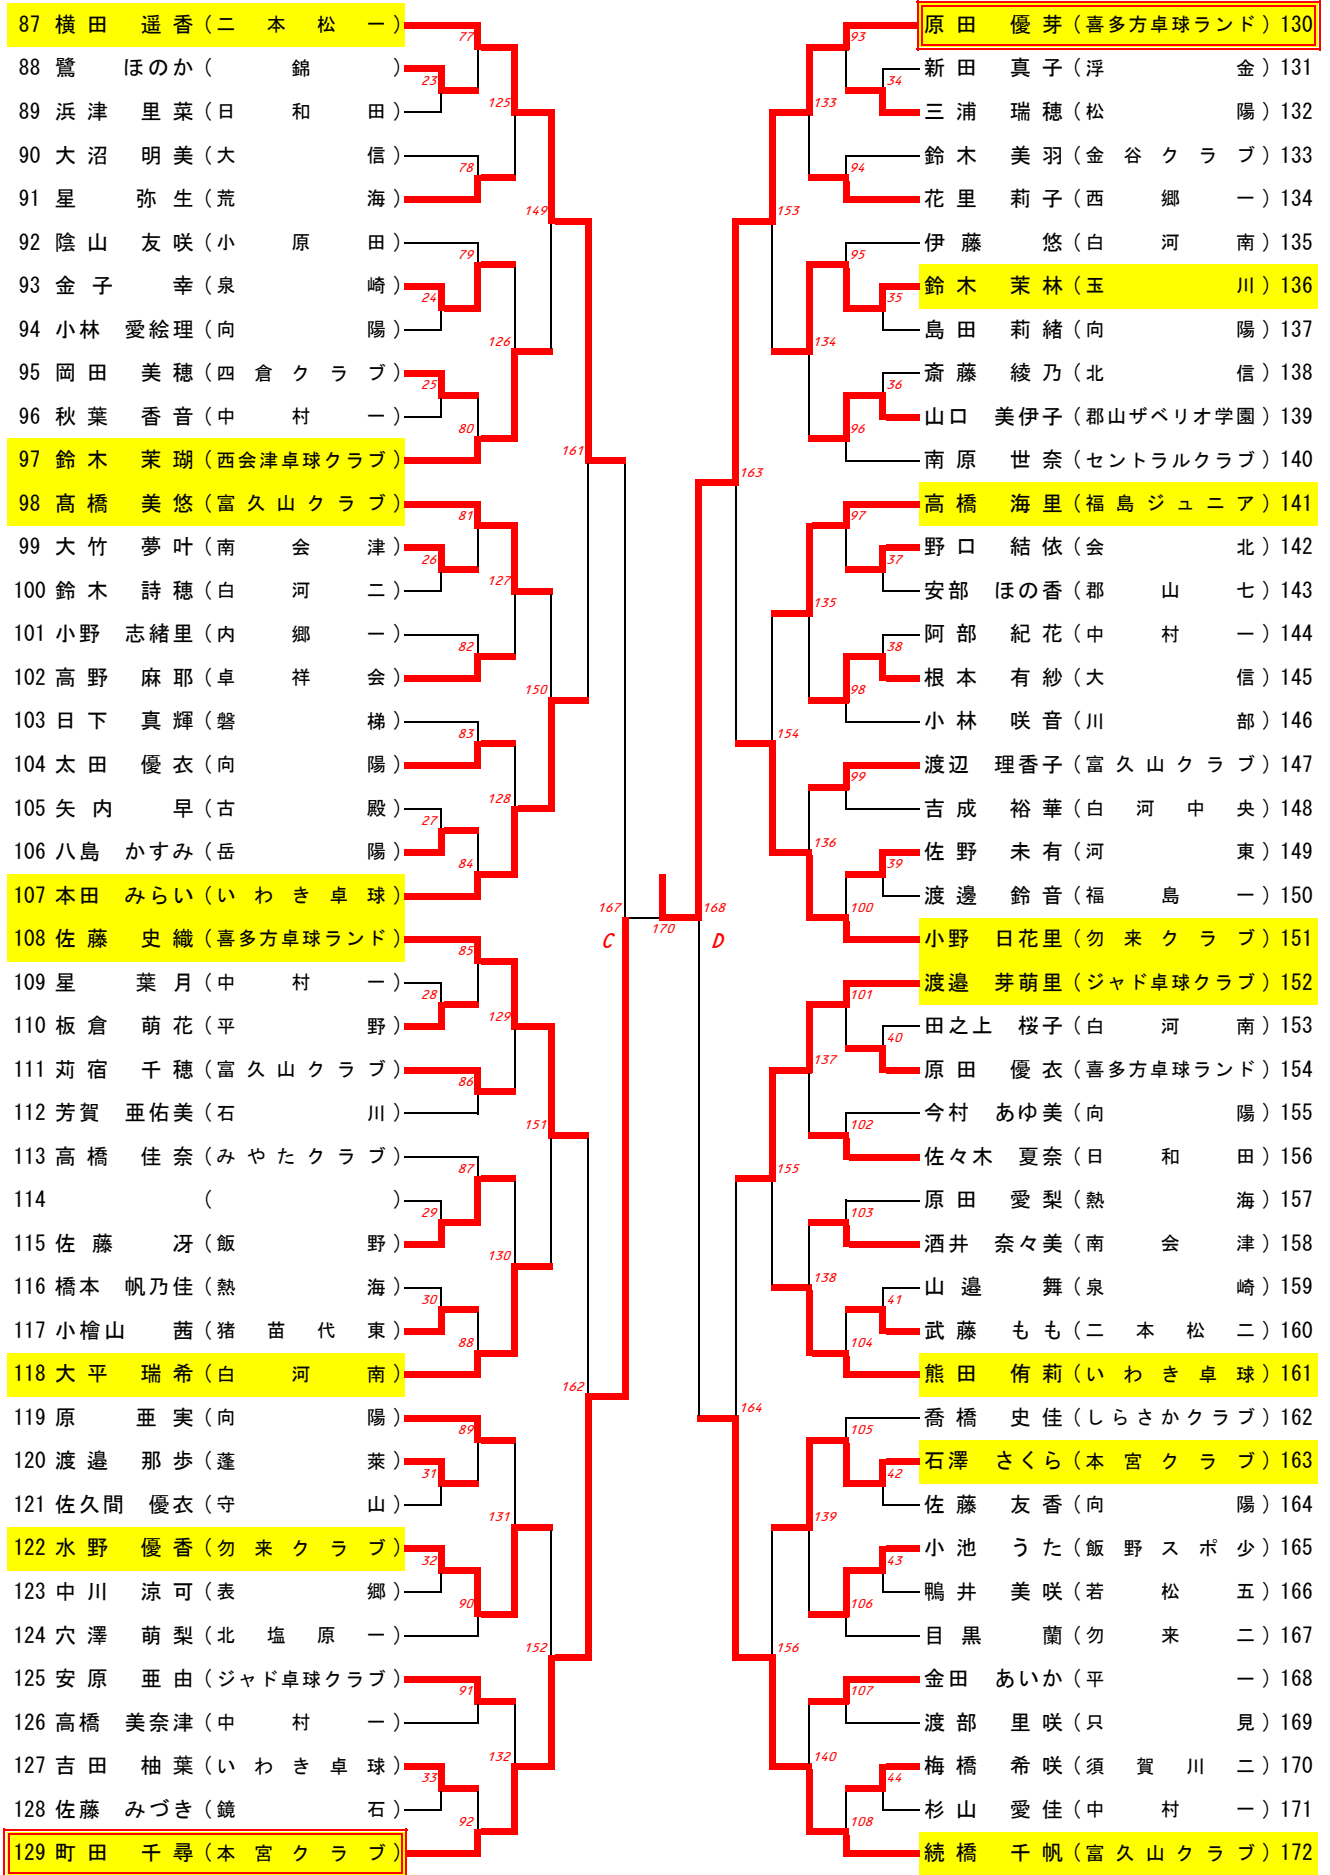 87 横田 遥香 (二本松一)
88 鷺 ほのか (錦)
89 浜津 里菜 (日和田)
90 大沼 明美 (大信)
91 星 弥生 (荒海)
92 陰山 友咲 (小原田)
93 金子 幸 (泉崎)
94 小林 愛絵理 (向陽)
95 岡田 美穂 (四倉クラブ)
96 秋葉 香音 (中村一)
97 鈴木 茉瑚 (西会津卓球クラブ)
98 髙橋 美悠 (富久山クラブ)
99 大竹 夢叶 (南会津)
100 鈴木 詩穂 (白河二)
101 小野 志緒里 (内郷一)
102 高野 麻耶 (卓祥会)
103 日下 真輝 (磐梯)
104 太田 優衣 (向陽)
105 矢内 早 (古殿)
106 八島 かすみ (岳陽)
107 本田 みらい (いわき卓球)
108 佐藤 史織 (喜多方卓球ランド)
109 星 葉月 (中村一)
110 板倉 萌花 (平野)
111 苅宿 千穂 (富久山クラブ)
112 芳賀 亜佑美 (石川)
113 高橋 佳奈 (みやたクラブ)
114 ( )
115 佐藤 冴 (飯野)
116 橋本 帆乃佳 (熱海)
117 小檜山 茜 (猪苗代東)
118 大平 瑞希 (白河南)
119 原 亜実 (向陽)
120 渡邉 那歩 (蓬莱)
121 佐久間 優衣 (守山)
122 水野 優香 (勿来クラブ)
123 中川 涼可 (表郷)
124 穴澤 萌梨 (北塩原一)
125 安原 亜由 (ジャド卓球クラブ)
126 高橋 美奈津 (中村一)
127 吉田 柚葉 (いわき卓球)
128 佐藤 みづき (鏡石)
129 町田 千尋 (本宮クラブ)
77
23
125
78
149
79
24
126
25
80
161
81
26
127
82
150
83
128
27
84
167
C
85
28
129
86
151
87
29
130
30
88
162
89
31
131
32
90
152
91
132
33
92
170
168
D
93
34
133
94
153
95
35
134
36
96
163
97
37
135
38
98
154
99
136
39
100
101
40
137
102
155
103
138
41
104
164
105
42
139
43
106
156
107
140
44
108
原田 優芽 (喜多方卓球ランド) 130
新田 真子 (浮金) 131
三浦 瑞穂 (松陽) 132
鈴木 美羽 (金谷クラブ) 133
花里 莉子 (西郷一) 134
伊藤 悠 (白河南) 135
鈴木 茉林 (玉川) 136
島田 莉緒 (向陽) 137
斎藤 綾乃 (北信) 138
山口 美伊子 (郡山ザベリオ学園) 139
南原 世奈 (セントラルクラブ) 140
高橋 海里 (福島ジュニア) 141
野口 結依 (会北) 142
安部 ほの香 (郡山七) 143
阿部 紀花 (中村一) 144
根本 有紗 (大信) 145
小林 咲音 (川部) 146
渡辺 理香子 (富久山クラブ) 147
吉成 裕華 (白河中央) 148
佐野 未有 (河東) 149
渡邊 鈴音 (福島一) 150
小野 日花里 (勿来クラブ) 151
渡邉 芽萌里 (ジャド卓球クラブ) 152
田之上 桜子 (白河南) 153
原田 優衣 (喜多方卓球ランド) 154
今村 あゆ美 (向陽) 155
佐々木 夏奈 (日和田) 156
原田 愛梨 (熱海) 157
酒井 奈々美 (南会津) 158
山邉 舞 (泉崎) 159
武藤 もも (二本松二) 160
熊田 侑莉 (いわき卓球) 161
喬橋 史佳 (しらさかクラブ) 162
石澤 さくら (本宮クラブ) 163
佐藤 友香 (向陽) 164
小池 うた (飯野スポ少) 165
鴨井 美咲 (若松五) 166
目黒 蘭 (勿来二) 167
金田 あいか (平一) 168
渡部 里咲 (只見) 169
梅橋 希咲 (須賀川二) 170
杉山 愛佳 (中村一) 171
続橋 千帆 (富久山クラブ) 172